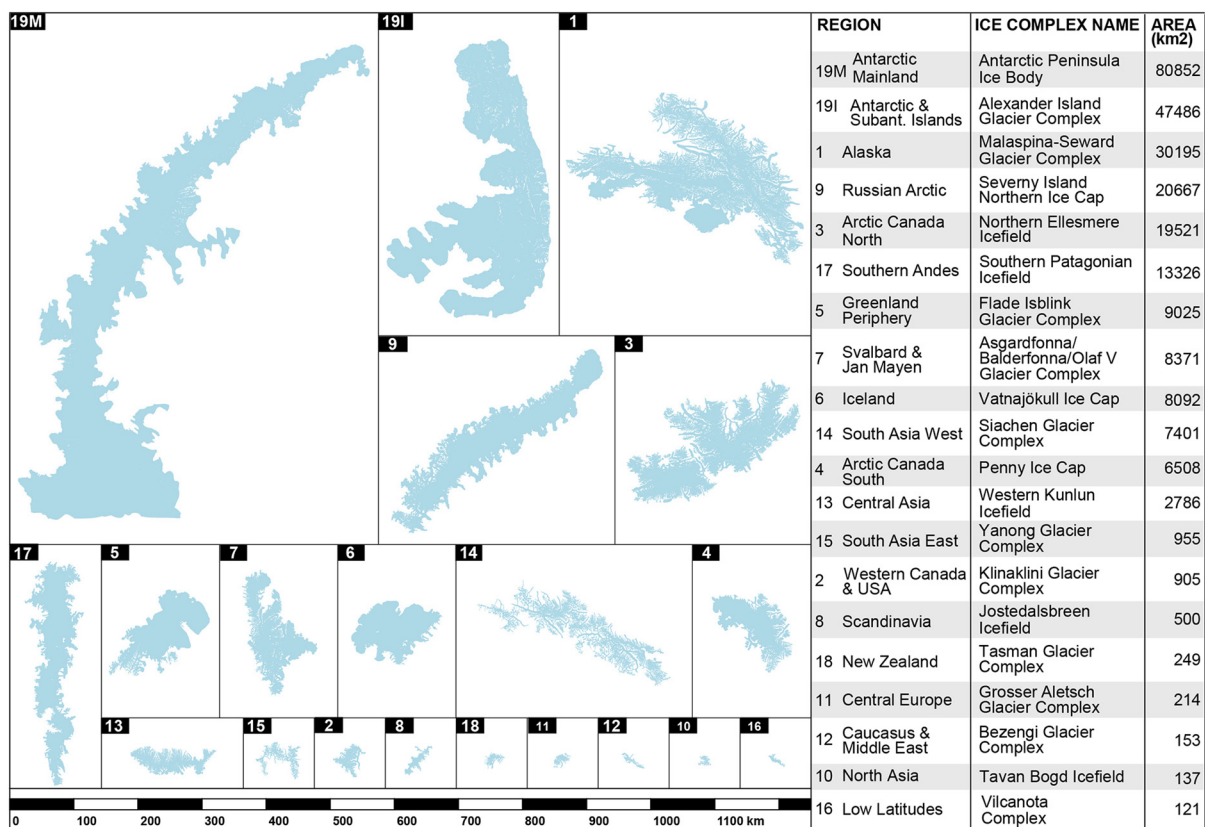 19M
19I
1
9
3
17
5
7
6
14
4
13
15
2
8
18
11
12
10
16
0 100 200 300 400 500 600 700 800 900 1000 1100 km
REGION ICE COMPLEX NAME AREA
(km2)
19M Antarctic Mainland Antarctic Peninsula Ice Body 80852
19I Antarctic & Subant. Islands Alexander Island Glacier Complex 47486
1 Alaska Malaspina-Seward Glacier Complex 30195
9 Russian Arctic Severny Island Northern Ice Cap 20667
3 Arctic Canada North Northern Ellesmere Icefield 19521
17 Southern Andes Southern Patagonian Icefield 13326
5 Greenland Periphery Flade Isblink Glacier Complex 9025
7 Svalbard & Jan Mayen Asgardfonna/ Balderfonna/Olaf V Glacier Complex 8371
6 Iceland Vatnajökull Ice Cap 8092
14 South Asia West Siachen Glacier Complex 7401
4 Arctic Canada South Penny Ice Cap 6508
13 Central Asia Western Kunlun Icefield 2786
15 South Asia East Yanong Glacier Complex 955
2 Western Canada & USA Klinaklini Glacier Complex 905
8 Scandinavia Jostedalsbreen Icefield 500
18 New Zealand Tasman Glacier Complex 249
11 Central Europe Grosser Aletsch Glacier Complex 214
12 Caucasus & Middle East Bezengi Glacier Complex 153
10 North Asia Tavan Bogd Icefield 137
16 Low Latitudes Vilcanota Complex 121